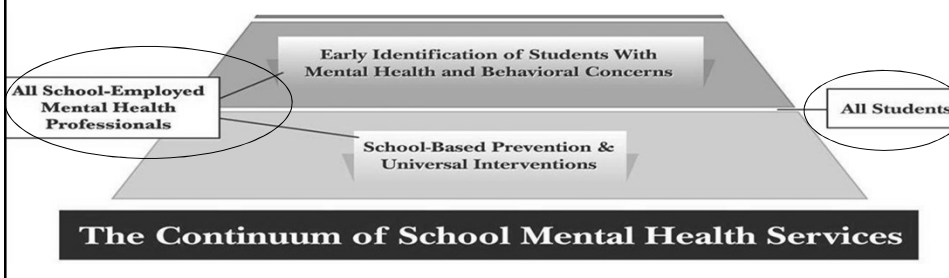 Early Identification of Students With
Mental Health and Behavioral Concerns
All School-Employed
Mental Health
Professionals
All Students
School-Based Prevention &
Universal Interventions
The Continuum of School Mental Health Services